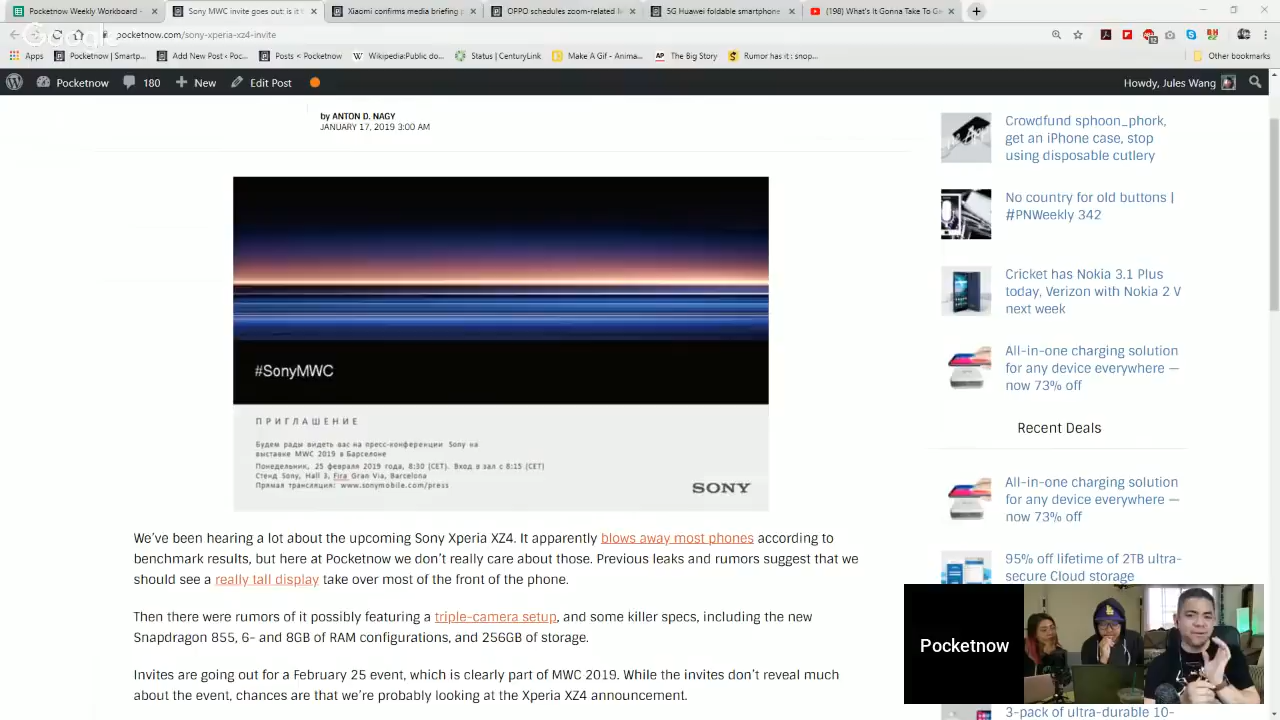 Pocketnow Weekly Workboard
Sony MWC invite goes out: is it t
Xiaomi confirms media briefing
OPPO schedules zoom-related
5G Huawei foldable smartphone
(198) What's It Gonna Take To Ge
Google
pocketnow.com/sony-xperia-xz4-invite
Apps
Pocketnow | Smartp...
Add New Post ‹ Poc...
Posts ‹ Pocketnow
Wikipedia:Public do...
Status | CenturyLink
Make A Gif - Anima...
The Big Story
Rumor has it : snop...
Other bookmarks
180
New
Edit Post
Howdy, Jules Wang
by ANTON D. NAGY
JANUARY 17, 2019 3:00 AM
#SonyMWC
ПРИГЛАШЕНИЕ
Будем рады видеть вас на пресс-конференции Sony на
выставке MWC 2019 в Барселоне
Понедельник, 25 февраля 2019 года, 8:30 (CET). Вход в зал с 8:15 (CET)
Стенд Sony, Hall 3, Fira Gran Via, Barcelona
Прямая трансляция: www.sonymobile.com/press
SONY
We've been hearing a lot about the upcoming Sony Xperia XZ4. It apparently blows away most phones according to
benchmark results, but here at Pocketnow we don't really care about those. Previous leaks and rumors suggest that we
should see a really tall display take over most of the front of the phone.
Then there were rumors of it possibly featuring a triple-camera setup, and some killer specs, including the new
Snapdragon 855, 6- and 8GB of RAM configurations, and 256GB of storage.
Invites are going out for a February 25 event, which is clearly part of MWC 2019. While the invites don't reveal much
about the event, chances are that we're probably looking at the Xperia XZ4 announcement.
Crowdfund sphoon_phork,
get an iPhone case, stop
using disposable cutlery
No country for old buttons |
#PNWeekly 342
Cricket has Nokia 3.1 Plus
today, Verizon with Nokia 2 V
next week
All-in-one charging solution
for any device everywhere —
now 73% off
Recent Deals
All-in-one charging solution
for any device everywhere —
now 73% off
95% off lifetime of 2TB ultra-
secure Cloud storage
Pocketnow
3-pack of ultra-durable 10-